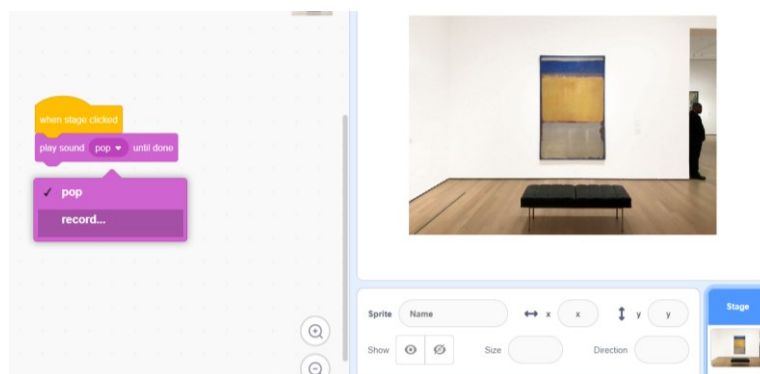 when stage clicked
play sound pop until done
✓ pop
record...
Sprite Name x x y y
Stage
Show Size Direction